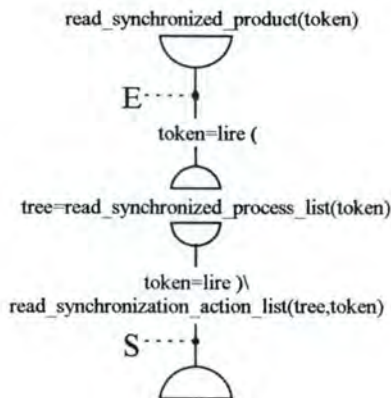 read_synchronized_product(token)
E
token=lire (
tree=read_synchronized_process_list(token)
token=lire )\
read_synchronization_action_list(tree,token)
S